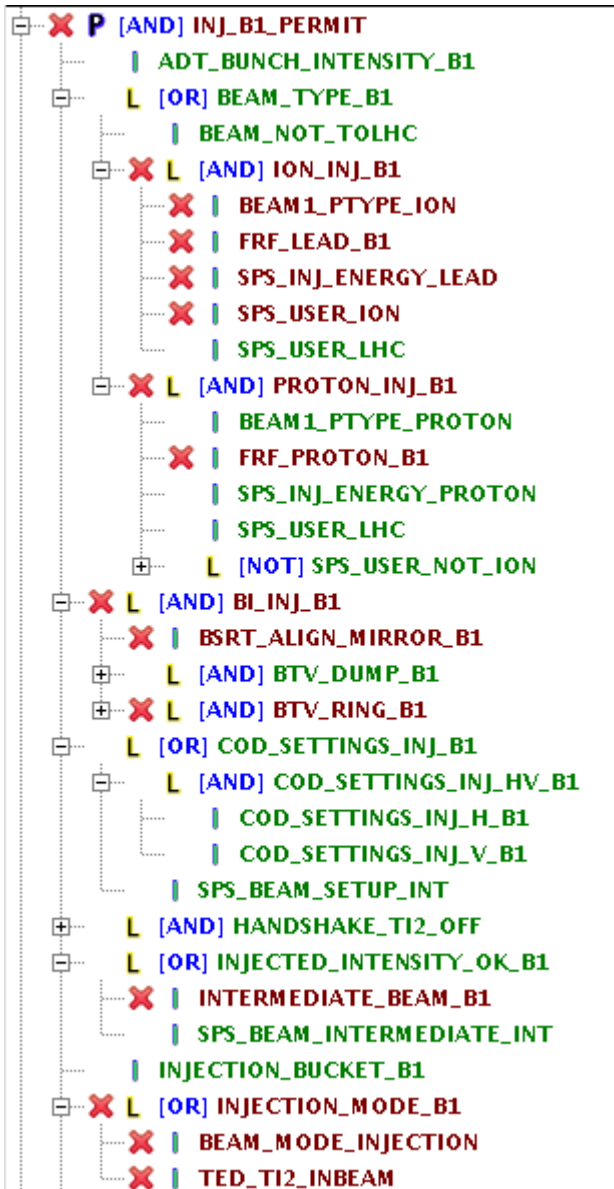 P [AND] INJ_B1_PERMIT
ADT_BUNCH_INTENSITY_B1
L [OR] BEAM_TYPE_B1
BEAM_NOT_TOLHC
L [AND] ION_INJ_B1
BEAM1_PTYPE_ION
FRF_LEAD_B1
SPS_INJ_ENERGY_LEAD
SPS_USER_ION
SPS_USER_LHC
L [AND] PROTON_INJ_B1
BEAM1_PTYPE_PROTON
FRF_PROTON_B1
SPS_INJ_ENERGY_PROTON
SPS_USER_LHC
L [NOT] SPS_USER_NOT_ION
L [AND] BI_INJ_B1
BSRT_ALIGN_MIRROR_B1
L [AND] BTV_DUMP_B1
L [AND] BTV_RING_B1
L [OR] COD_SETTINGS_INJ_B1
L [AND] COD_SETTINGS_INJ_HV_B1
COD_SETTINGS_INJ_H_B1
COD_SETTINGS_INJ_V_B1
SPS_BEAM_SETUP_INT
L [AND] HANDSHAKE_TI2_OFF
L [OR] INJECTED_INTENSITY_OK_B1
INTERMEDIATE_BEAM_B1
SPS_BEAM_INTERMEDIATE_INT
INJECTION_BUCKET_B1
L [OR] INJECTION_MODE_B1
BEAM_MODE_INJECTION
TED_TI2_INBEAM